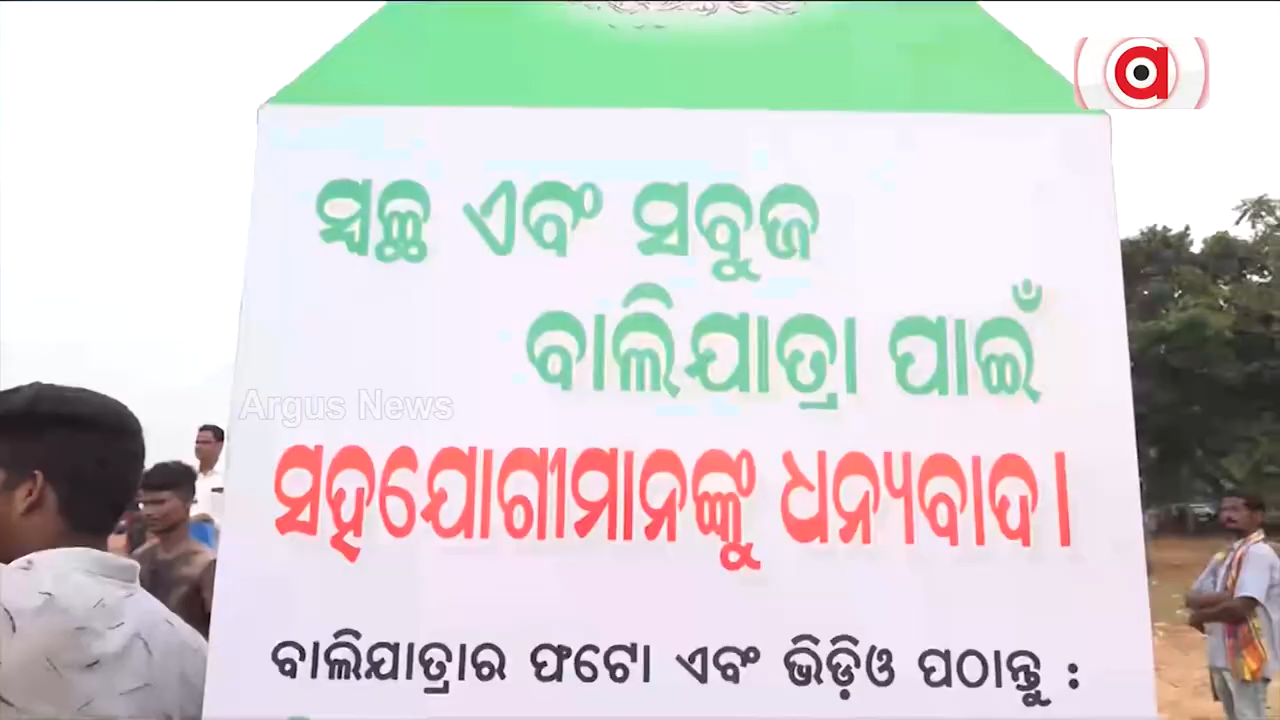 ସ୍ୱଚ୍ଛ ଏବଂ ସବୁଜ
ବାଲିଯାତ୍ରା ପାଇଁ
Argus News
ସହଯୋଗୀମାନଙ୍କୁ ଧନ୍ୟବାଦ।
ବାଲିଯାତ୍ରାର ଫଟୋ ଏବଂ ଭିଡ଼ିଓ ପଠାନ୍ତୁ :